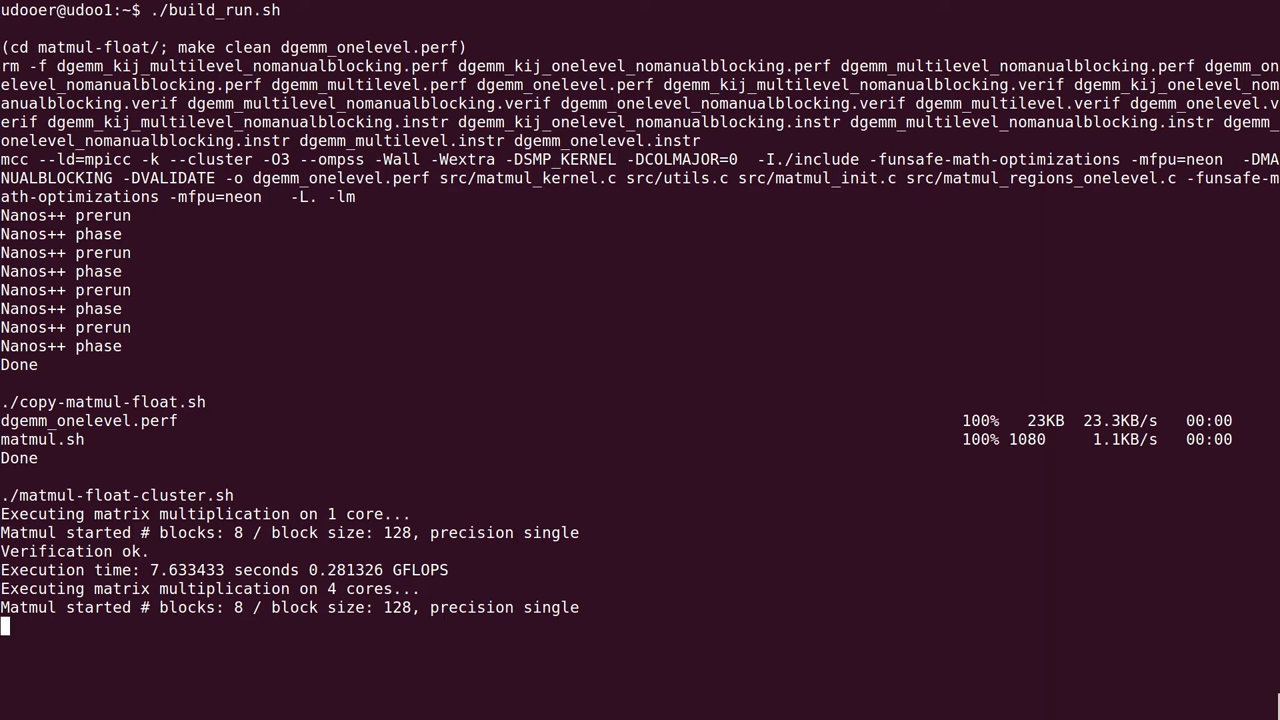 udooer@udoo1:~$ ./build_run.sh
(cd matmul-float/; make clean dgemm_onelevel.perf)
rm -f dgemm_kij_multilevel_nomanualblocking.perf dgemm_kij_onelevel_nomanualblocking.perf dgemm_multilevel_nomanualblocking.perf dgemm_on
elevel_nomanualblocking.perf dgemm_multilevel.perf dgemm_onelevel.perf dgemm_kij_multilevel_nomanualblocking.verif dgemm_kij_onelevel_nom
anualblocking.verif dgemm_multilevel_nomanualblocking.verif dgemm_onelevel_nomanualblocking.verif dgemm_multilevel.verif dgemm_onelevel.v
erif dgemm_kij_multilevel_nomanualblocking.instr dgemm_kij_onelevel_nomanualblocking.instr dgemm_multilevel_nomanualblocking.instr dgemm_
onelevel_nomanualblocking.instr dgemm_multilevel.instr dgemm_onelevel.instr
mcc --ld=mpicc -k --cluster -O3 --ompss -Wall -Wextra -DSMP_KERNEL -DCOLMAJOR=0  -I./include -funsafe-math-optimizations -mfpu=neon  -DMA
NUALBLOCKING -DVALIDATE -o dgemm_onelevel.perf src/matmul_kernel.c src/utils.c src/matmul_init.c src/matmul_regions_onelevel.c -funsafe-m
ath-optimizations -mfpu=neon   -L. -lm
Nanos++ prerun
Nanos++ phase
Nanos++ prerun
Nanos++ phase
Nanos++ prerun
Nanos++ phase
Nanos++ prerun
Nanos++ phase
Done
./copy-matmul-float.sh
dgemm_onelevel.perf 100% 23KB 23.3KB/s 00:00
matmul.sh 100% 1080 1.1KB/s 00:00
Done
./matmul-float-cluster.sh
Executing matrix multiplication on 1 core...
Matmul started # blocks: 8 / block size: 128, precision single
Verification ok.
Execution time: 7.633433 seconds 0.281326 GFLOPS
Executing matrix multiplication on 4 cores...
Matmul started # blocks: 8 / block size: 128, precision single